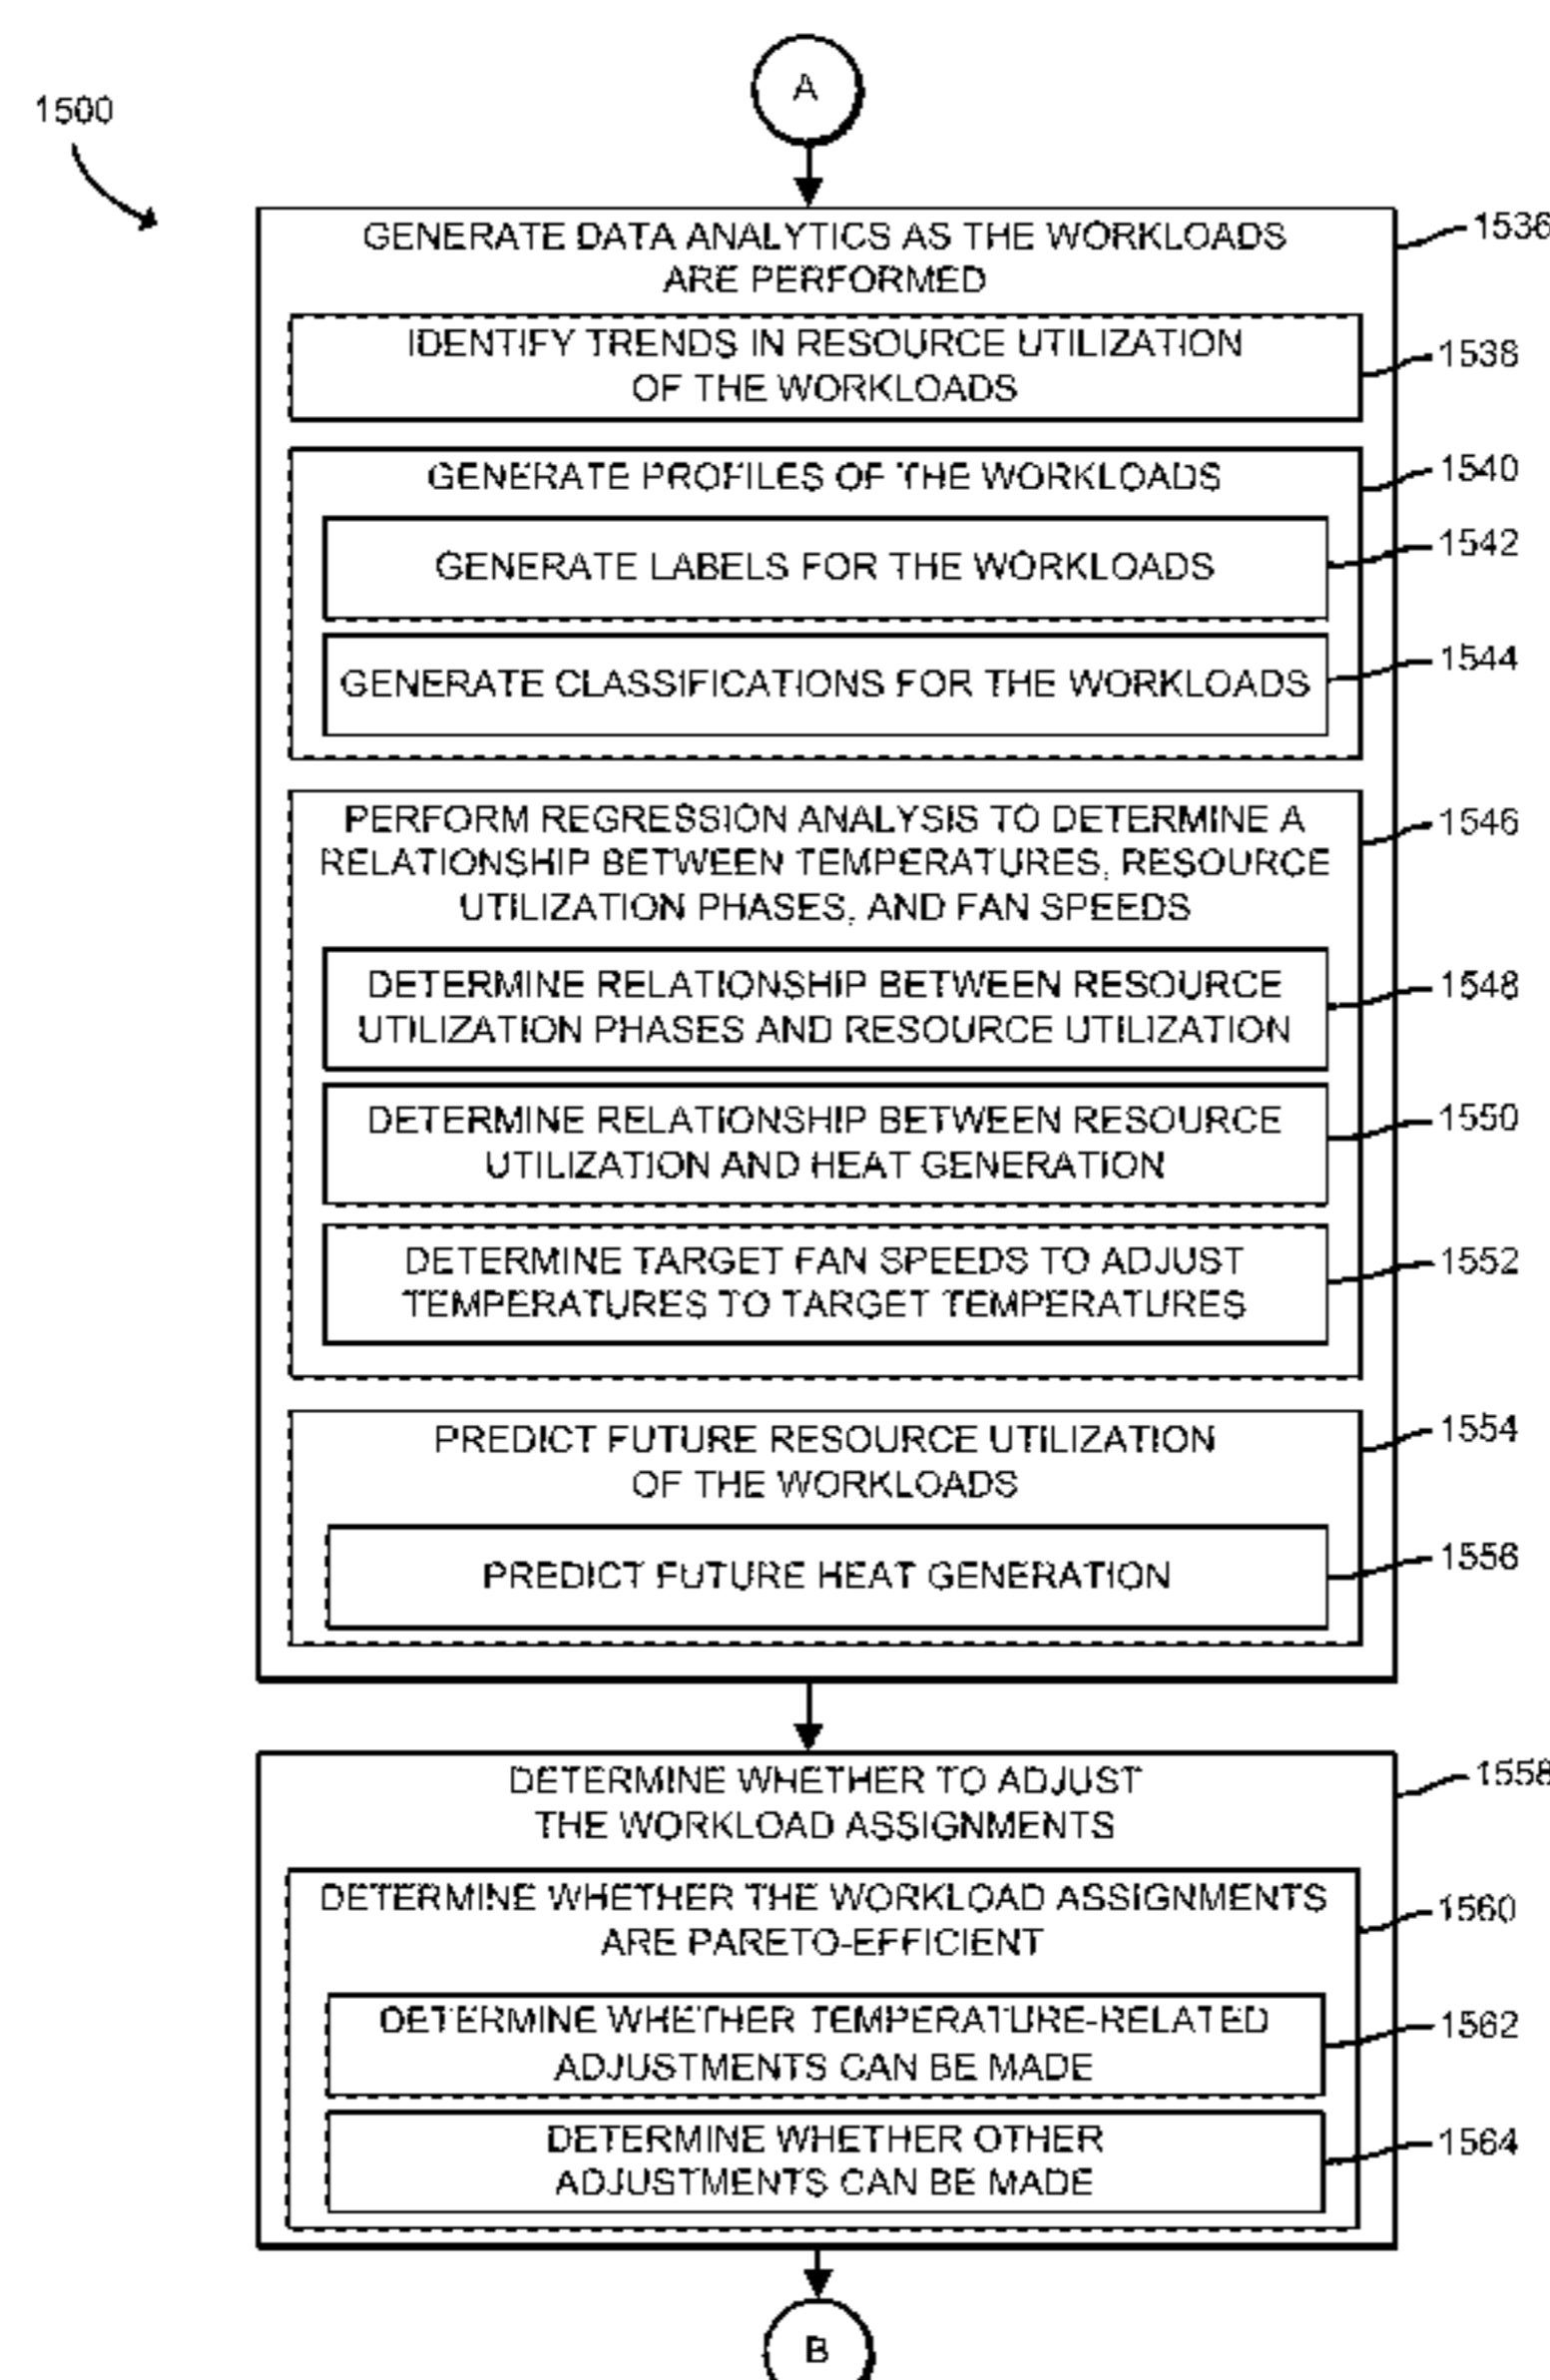 A
1500
GENERATE DATA ANALYTICS AS THE WORKLOADS
ARE PERFORMED
1536
IDENTIFY TRENDS IN RESOURCE UTILIZATION
OF THE WORKLOADS
1538
GENERATE PROFILES OF THE WORKLOADS
1540
GENERATE LABELS FOR THE WORKLOADS
1542
GENERATE CLASSIFICATIONS FOR THE WORKLOADS
1544
PERFORM REGRESSION ANALYSIS TO DETERMINE A
RELATIONSHIP BETWEEN TEMPERATURES, RESOURCE
UTILIZATION PHASES, AND FAN SPEEDS
1546
DETERMINE RELATIONSHIP BETWEEN RESOURCE
UTILIZATION PHASES AND RESOURCE UTILIZATION
1548
DETERMINE RELATIONSHIP BETWEEN RESOURCE
UTILIZATION AND HEAT GENERATION
1550
DETERMINE TARGET FAN SPEEDS TO ADJUST
TEMPERATURES TO TARGET TEMPERATURES
1552
PREDICT FUTURE RESOURCE UTILIZATION
OF THE WORKLOADS
1554
PREDICT FUTURE HEAT GENERATION
1556
DETERMINE WHETHER TO ADJUST
THE WORKLOAD ASSIGNMENTS
1558
DETERMINE WHETHER THE WORKLOAD ASSIGNMENTS
ARE PARETO-EFFICIENT
1560
DETERMINE WHETHER TEMPERATURE-RELATED
ADJUSTMENTS CAN BE MADE
1562
DETERMINE WHETHER OTHER
ADJUSTMENTS CAN BE MADE
1564
B